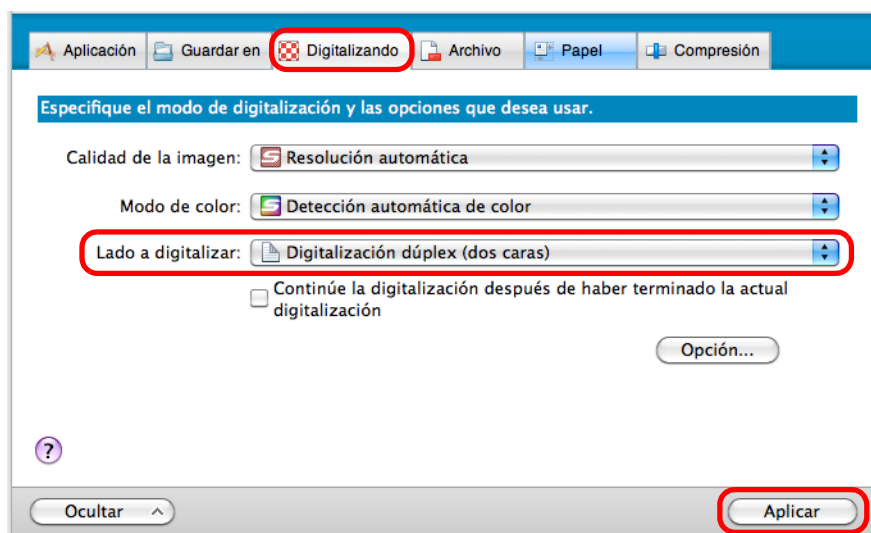 Aplicación Guardar en Digitalizando Archivo Papel Compresión
Especifique el modo de digitalización y las opciones que desea usar.
Calidad de la imagen: Resolución automática
Modo de color: Detección automática de color
Lado a digitalizar: Digitalización dúplex (dos caras)
Continúe la digitalización después de haber terminado la actual
digitalización
Opción...
?
Ocultar Aplicar